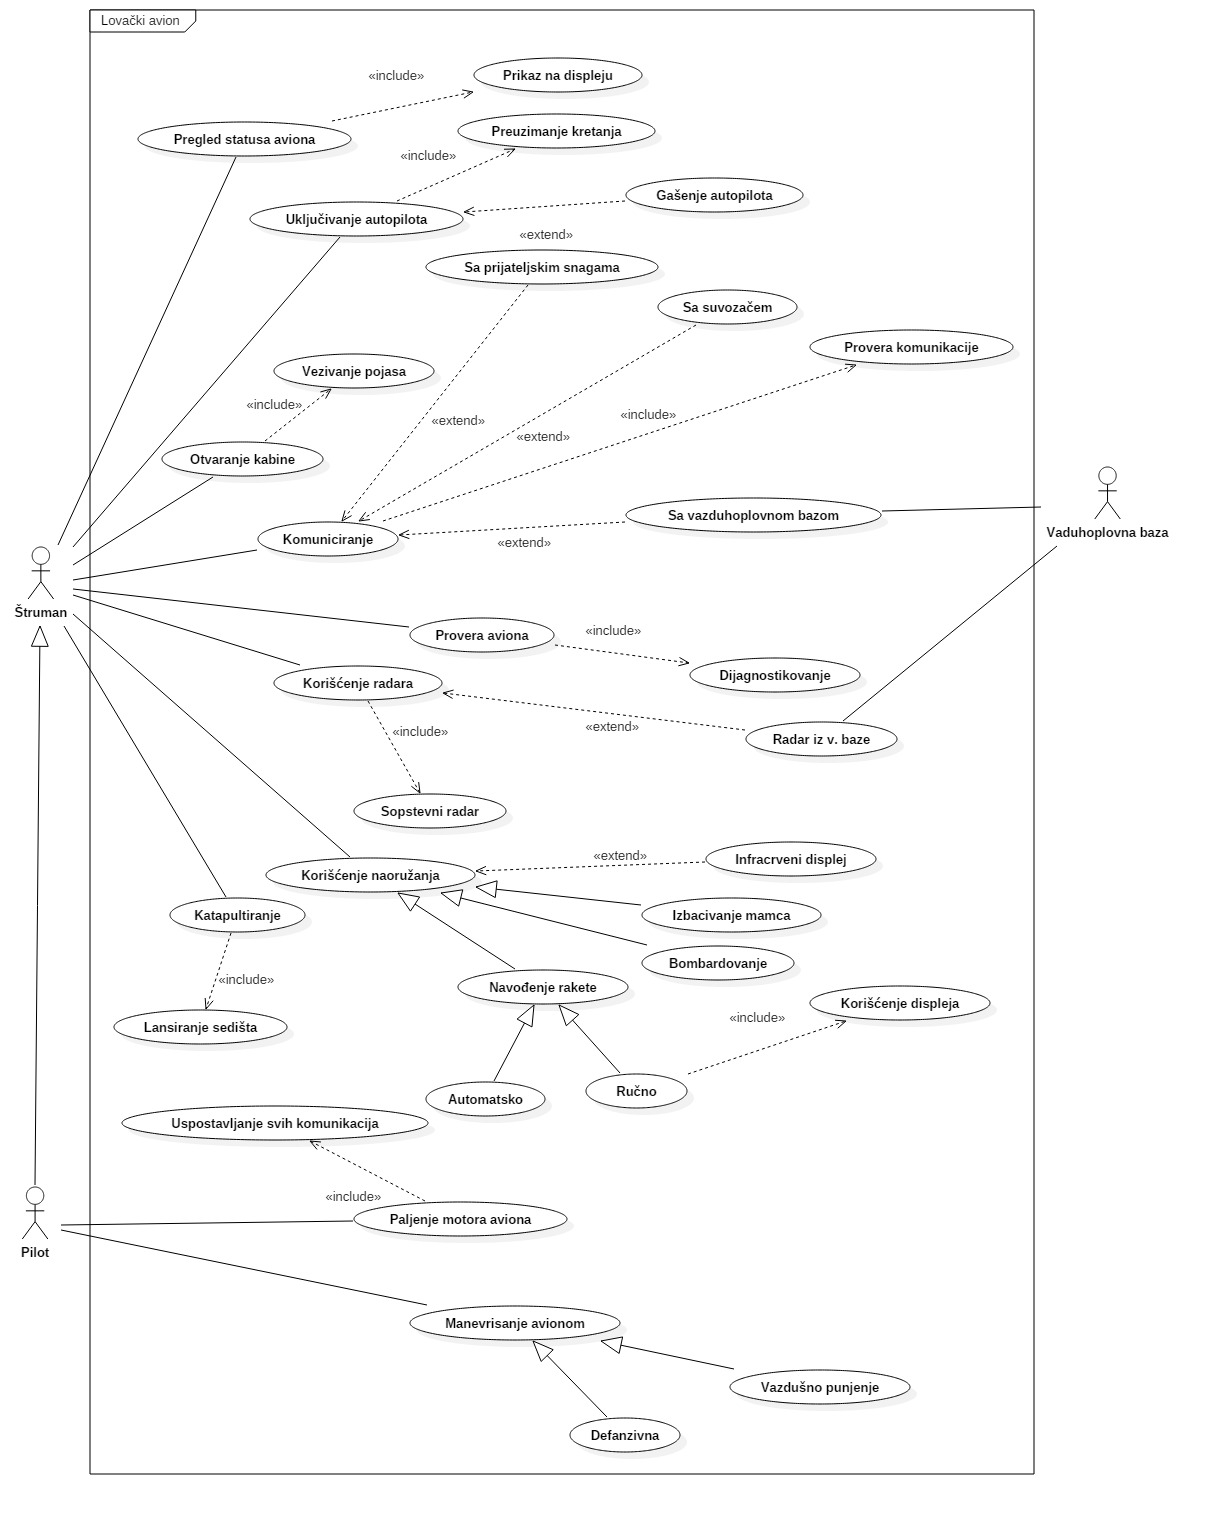 Lovački avion
«include»
Prikaz na displeju
Pregled statusa aviona
Preuzimanje kretanja
«include»
Gašenje autopilota
Uključivanje autopilota
«extend»
Sa prijateljskim snagama
Sa suvozačem
Provera komunikacije
Vezivanje pojasa
«include»
«include»
«extend»
«extend»
Otvaranje kabine
Sa vazduhoplovnom bazom
Vaduhoplovna baza
Komuniciranje
«extend»
Štruman
Provera aviona
«include»
Dijagnostikovanje
Korišćenje radara
«extend»
«include»
Radar iz v. baze
Sopstevni radar
«extend»
Infracrveni displej
Korišćenje naoružanja
Katapultiranje
Izbacivanje mamca
Bombardovanje
«include»
Navođenje rakete
Korišćenje displeja
«include»
Lansiranje sedišta
Ručno
Automatsko
Uspostavljanje svih komunikacija
«include»
Paljenje motora aviona
Pilot
Manevrisanje avionom
Vazdušno punjenje
Defanzivna